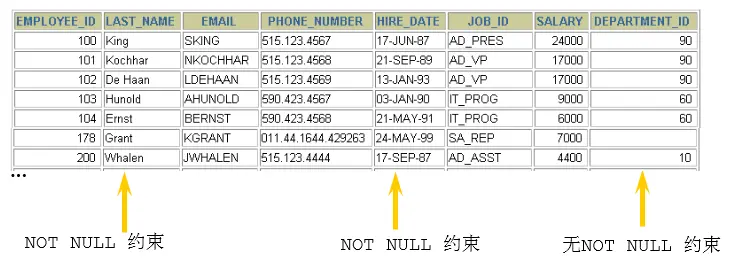 EMPLOYEE_ID LAST_NAME EMAIL PHONE_NUMBER HIRE_DATE JOB_ID SALARY DEPARTMENT_ID
100 King SKING 515.123.4567 17-JUN-87 AD_PRES 24000 90
101 Kochhar NKOCHHAR 515.123.4568 21-SEP-89 AD_VP 17000 90
102 De Haan LDEHAAN 515.123.4569 13-JAN-93 AD_VP 17000 90
103 Hunold AHUNOLD 590.423.4567 03-JAN-90 IT_PROG 9000 60
104 Ernst BERNST 590.423.4568 21-MAY-91 IT_PROG 6000 60
178 Grant KGRANT 011.44.1644.429263 24-MAY-99 SA_REP 7000
200 Whalen JWHALEN 515.123.4444 17-SEP-87 AD_ASST 4400 10
...
NOT NULL 约束 NOT NULL 约束 无NOT NULL 约束